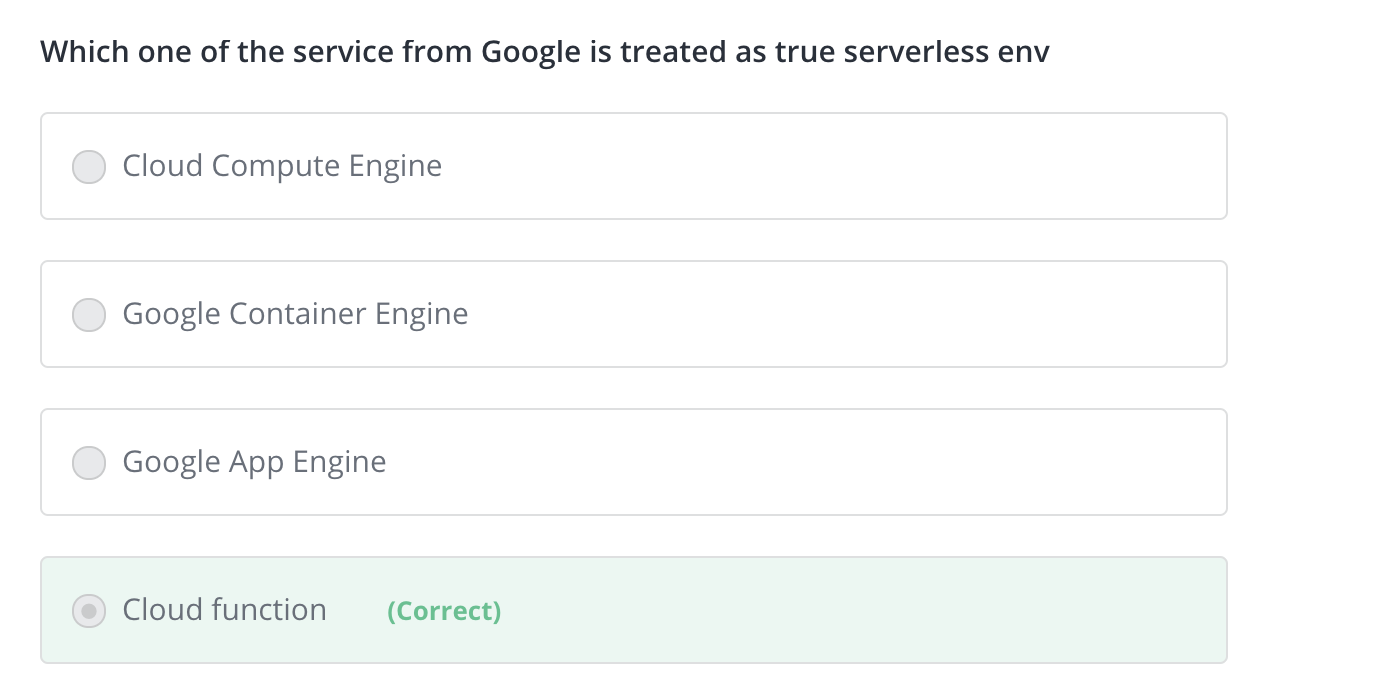 Which one of the service from Google is treated as true serverless env
Cloud Compute Engine
Google Container Engine
Google App Engine
Cloud function (Correct)